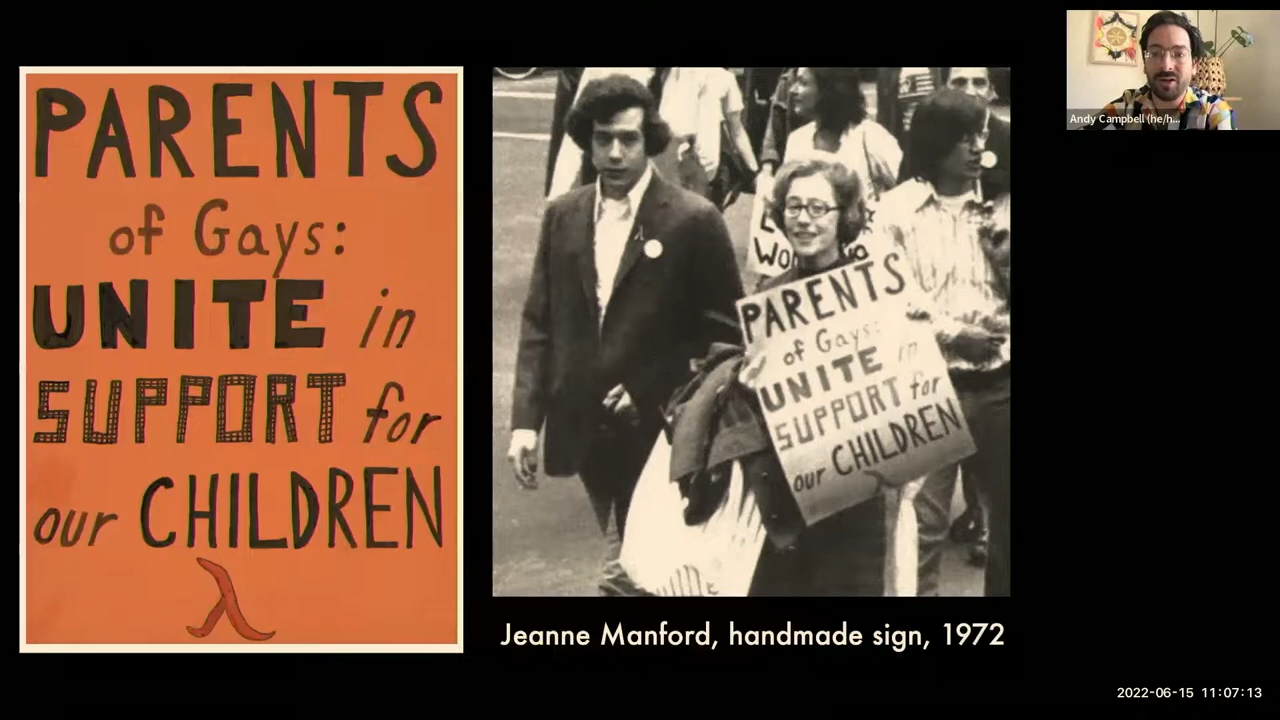 PARENTS
of Gays:
UNITE in
SUPPORT for
our CHILDREN
λ
PARENTS
of Gays:
UNITE in
SUPPORT for
our CHILDREN
Jeanne Manford, handmade sign, 1972
Andy Campbell (he/h...
2022-06-15 11:07:13